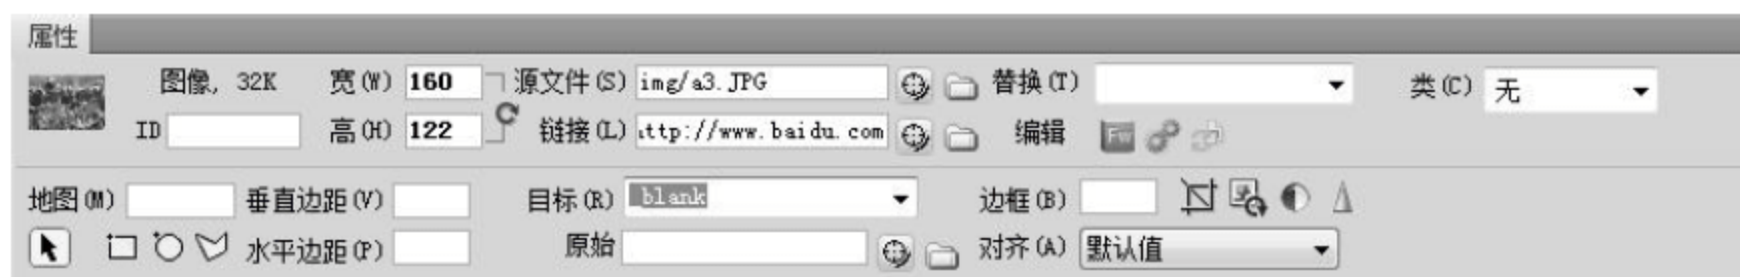 属性
图像, 32K 宽(W) 160 源文件(S) img/a3.JPG 替换(T) 类(C) 无
ID 高(H) 122 链接(L) ttp://www.baidu.com 编辑 Fw
地图(M) 垂直边距(V) 目标(R) _blank 边框(B)
水平边距(P) 原始 对齐(A) 默认值